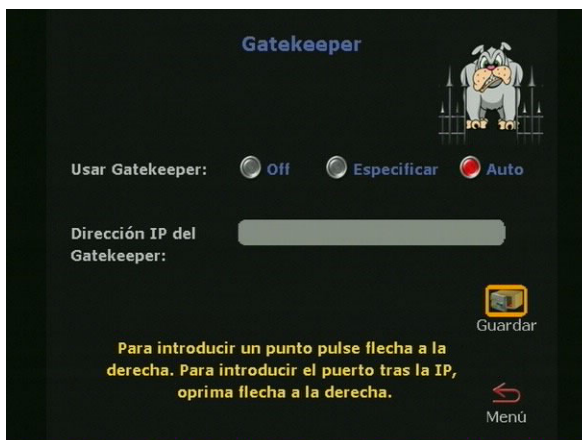 Gatekeeper
Usar Gatekeeper:
Off
Especificar
Auto
Dirección IP del
Gatekeeper:
Guardar
Para introducir un punto pulse flecha a la
derecha. Para introducir el puerto tras la IP,
oprima flecha a la derecha.
Menú